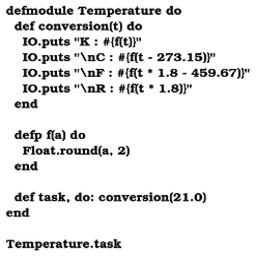 defmodule Temperature do
def conversion(t) do
IO.puts "K : #{f(t)}"
IO.puts "\nC : #{f(t - 273.15)}"
IO.puts "\nF : #{f(t * 1.8 - 459.67)}"
IO.puts "\nR : #{f(t * 1.8)}"
end
defp f(a) do
Float.round(a, 2)
end
def task, do: conversion(21.0)
end
Temperature.task